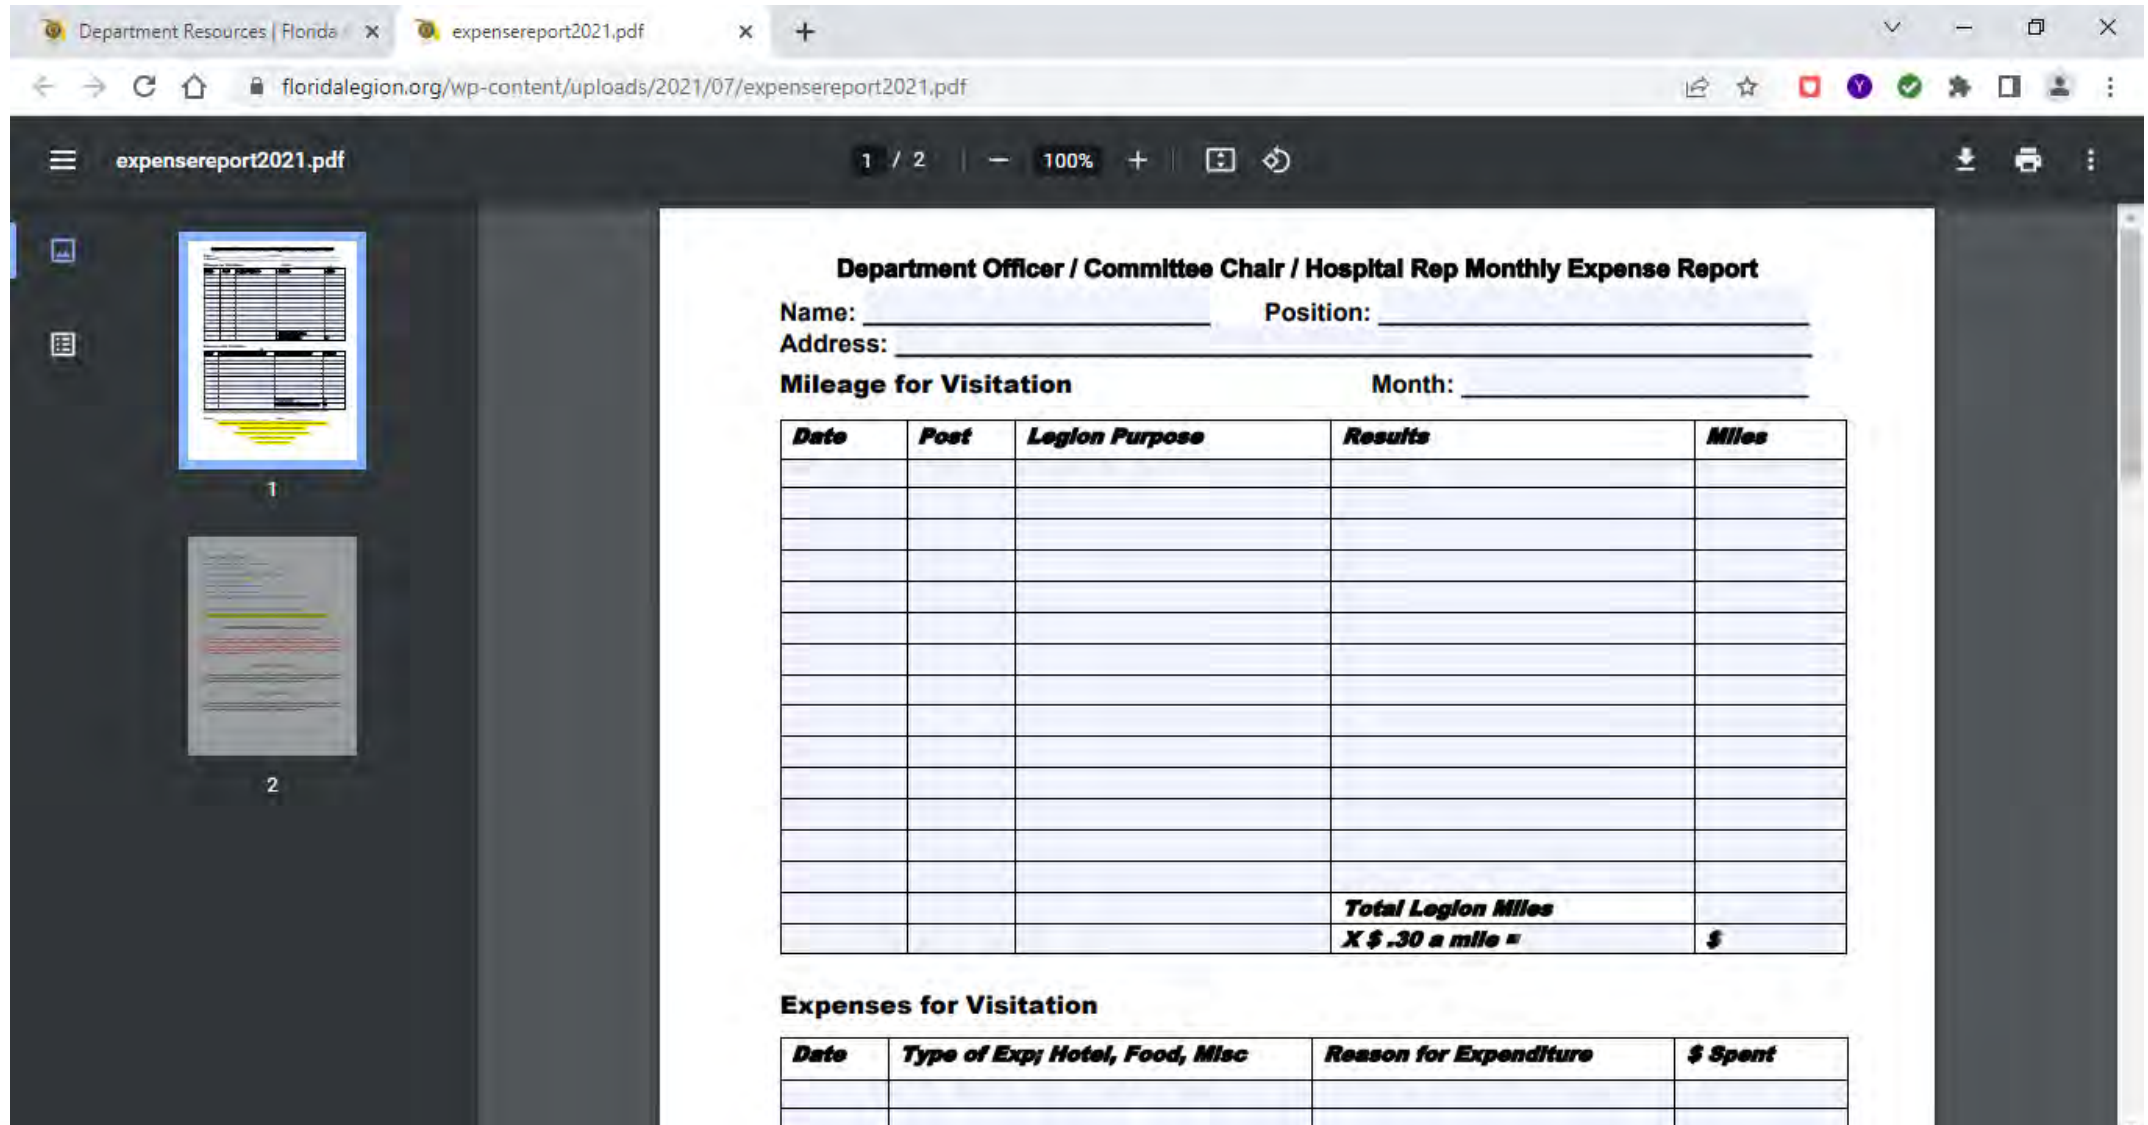 Department Resources | Florida
expensereport2021.pdf
floridalegion.org/wp-content/uploads/2021/07/expensereport2021.pdf
Y
expensereport2021.pdf
1 / 2
100%
1
2
Department Officer / Committee Chair / Hospital Rep Monthly Expense Report
Name: Position:
Address:
Mileage for Visitation Month:
Date Post Legion Purpose Results Miles
Total Legion Miles
X $ .30 a mile = $
Expenses for Visitation
Date Type of Exp; Hotel, Food, Misc Reason for Expenditure $ Spent